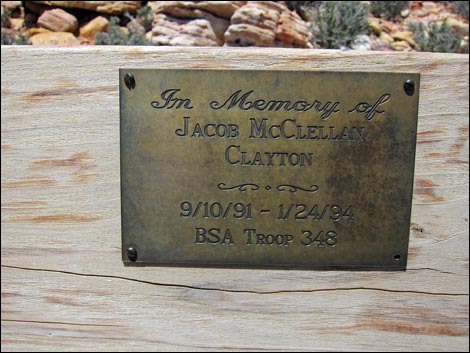 In Memory of
Jacob McClellan
Clayton
9/10/91 - 1/24/94
BSA Troop 348